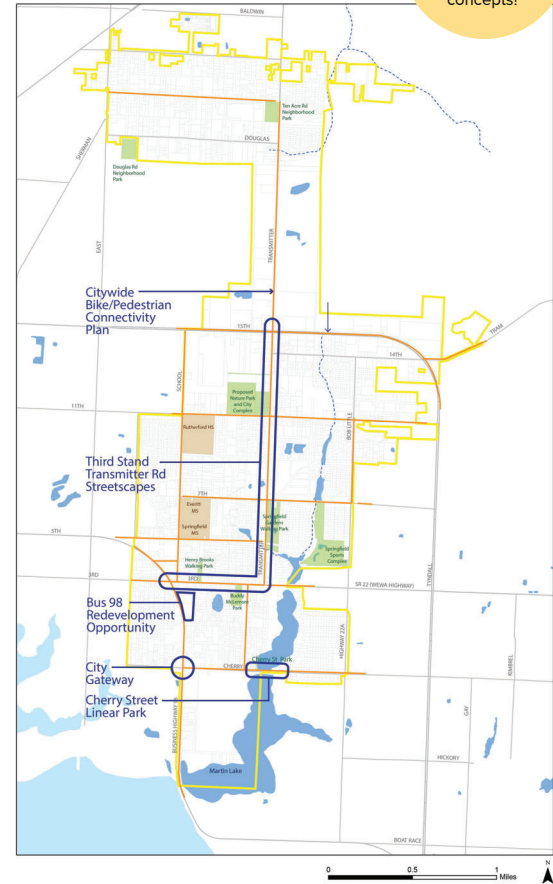 concepts!
BALDWIN
Ten Acre Rd
Neighborhood
Park
DOUGLAS
SHERMAN
Douglas Rd
Neighborhood
Park
EAST
TRANSMITTER
Citywide
Bike/Pedestrian
Connectivity
Plan
15TH
TRAM
14TH
SCHOOL
Proposed
Nature Park
and City
Complex
11TH
Rutherford HS
BOB LITTLE
Third Stand
Transmitter Rd
Streetscapes
7TH
Everitt
MS
Springfield
MS
Springfield
Gardens
Walking Park
5TH
TRANSMITTER
Springfield
Sports
Complex
Henry Brooks
Walking Park
3RD
3RD
SR 22 (WEWA HIGHWAY)
TYNDALL
Bus 98
Redevelopment
Opportunity
Buddy
McLemore
Park
HIGHWAY 22A
KIMBREL
City
Gateway
CHERRY
Cherry St. Park
Cherry Street
Linear Park
GAY
BUSINESS HIGHWAY 98
HICKORY
Martin Lake
BOAT RACE
0
0.5
1
Miles
N